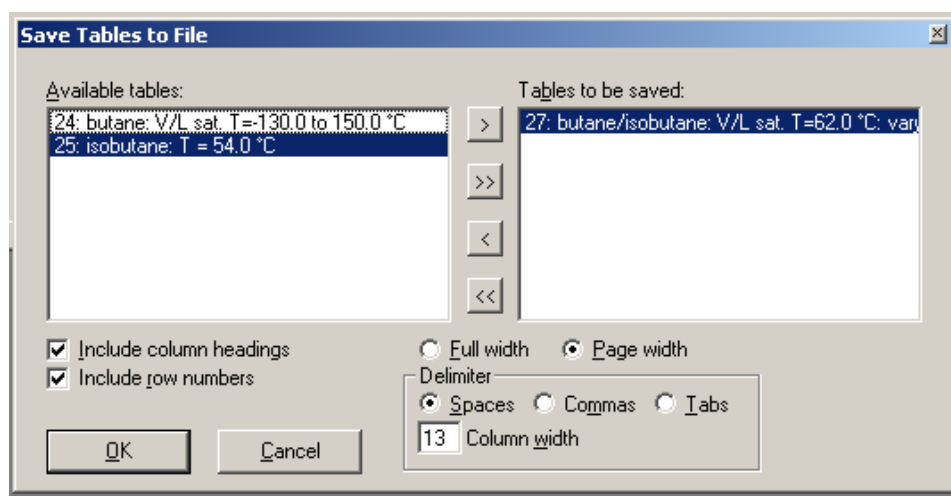 Save Tables to File
Available tables:
Tables to be saved:
24: butane: V/L sat. T=-130.0 to 150.0 °C
25: isobutane: T = 54.0 °C
>
>>
<
<<
27: butane/isobutane: V/L sat. T=62.0 °C: vary
Include column headings
Include row numbers
Full width
Page width
Delimiter
Spaces
Commas
Tabs
13 Column width
OK
Cancel